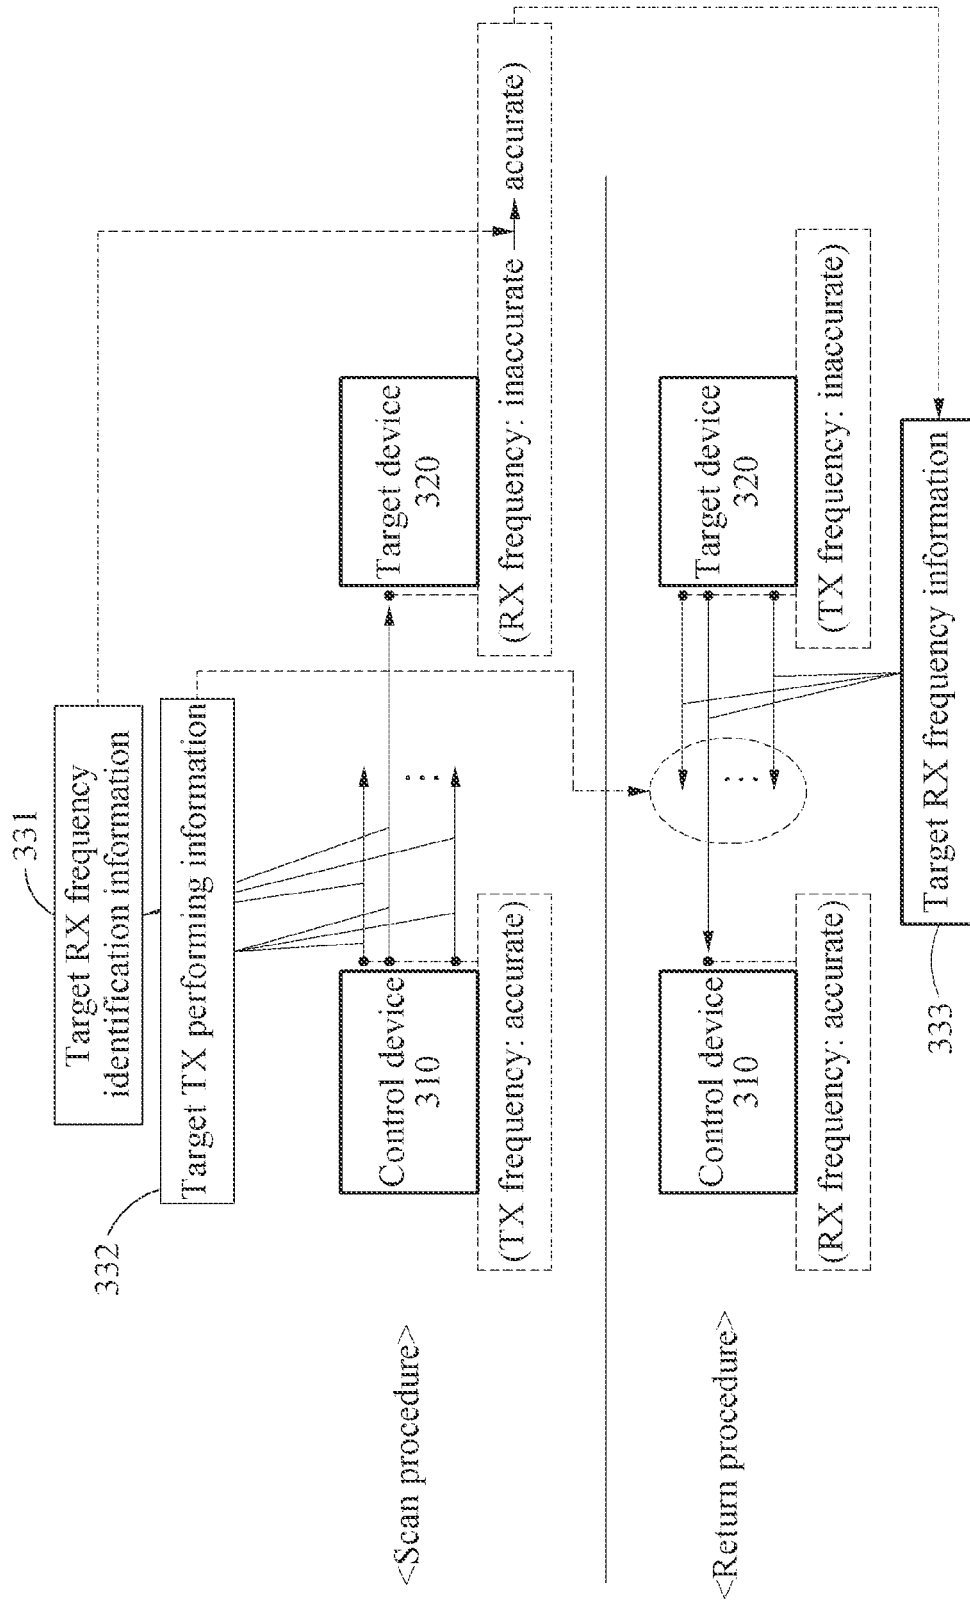 331
Target RX frequency
identification information
332
Target TX performing information
<Scan procedure>
Control device
310
(TX frequency: accurate)
Target device
320
(RX frequency: inaccurate → accurate)
<Return procedure>
Control device
310
(RX frequency: accurate)
Target device
320
(TX frequency: inaccurate)
Target RX frequency information
333